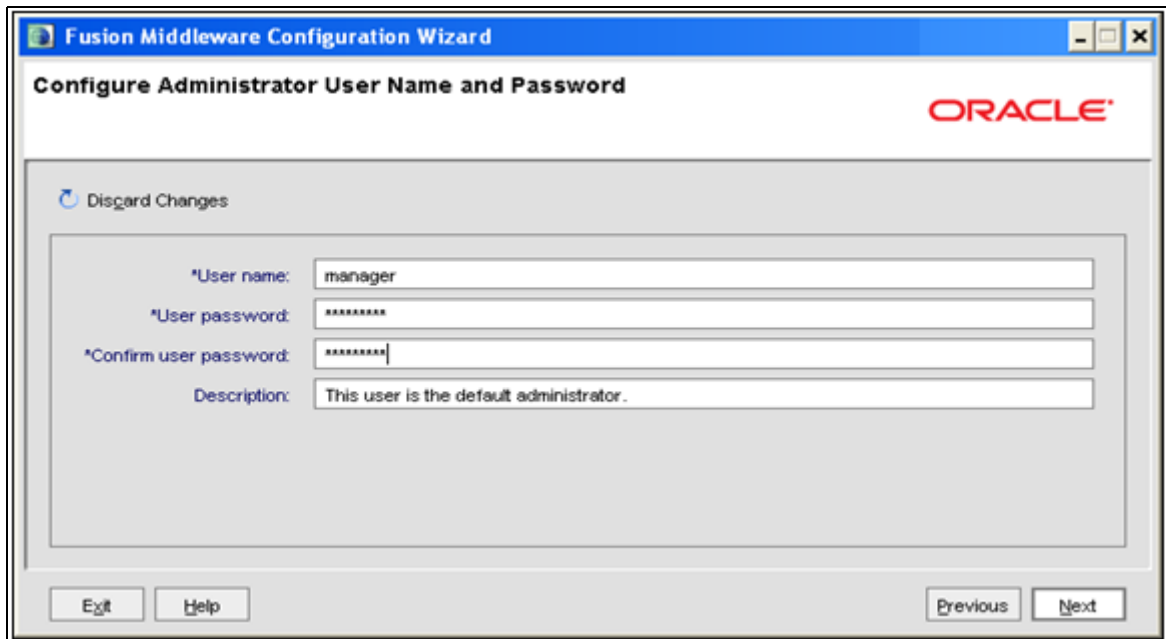 Fusion Middleware Configuration Wizard
Configure Administrator User Name and Password
ORACLE
Discard Changes
*User name: manager
*User password: *********
*Confirm user password: *********
Description: This user is the default administrator.
Exit Help Previous Next